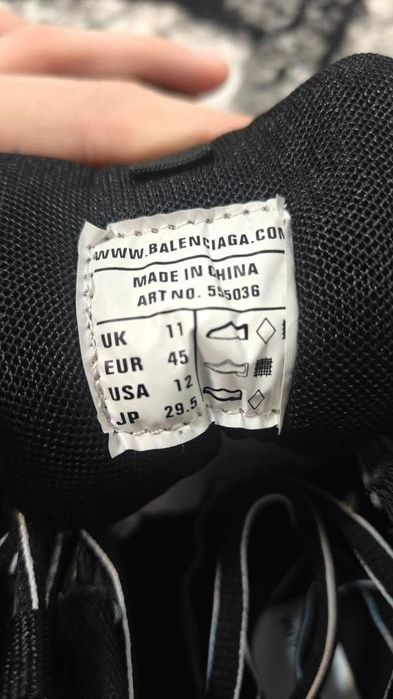 WWW.BALENCIAGA.COM
MADE IN CHINA
ART NO. 555036
UK 11
EUR 45
USA 12
JP 29.5